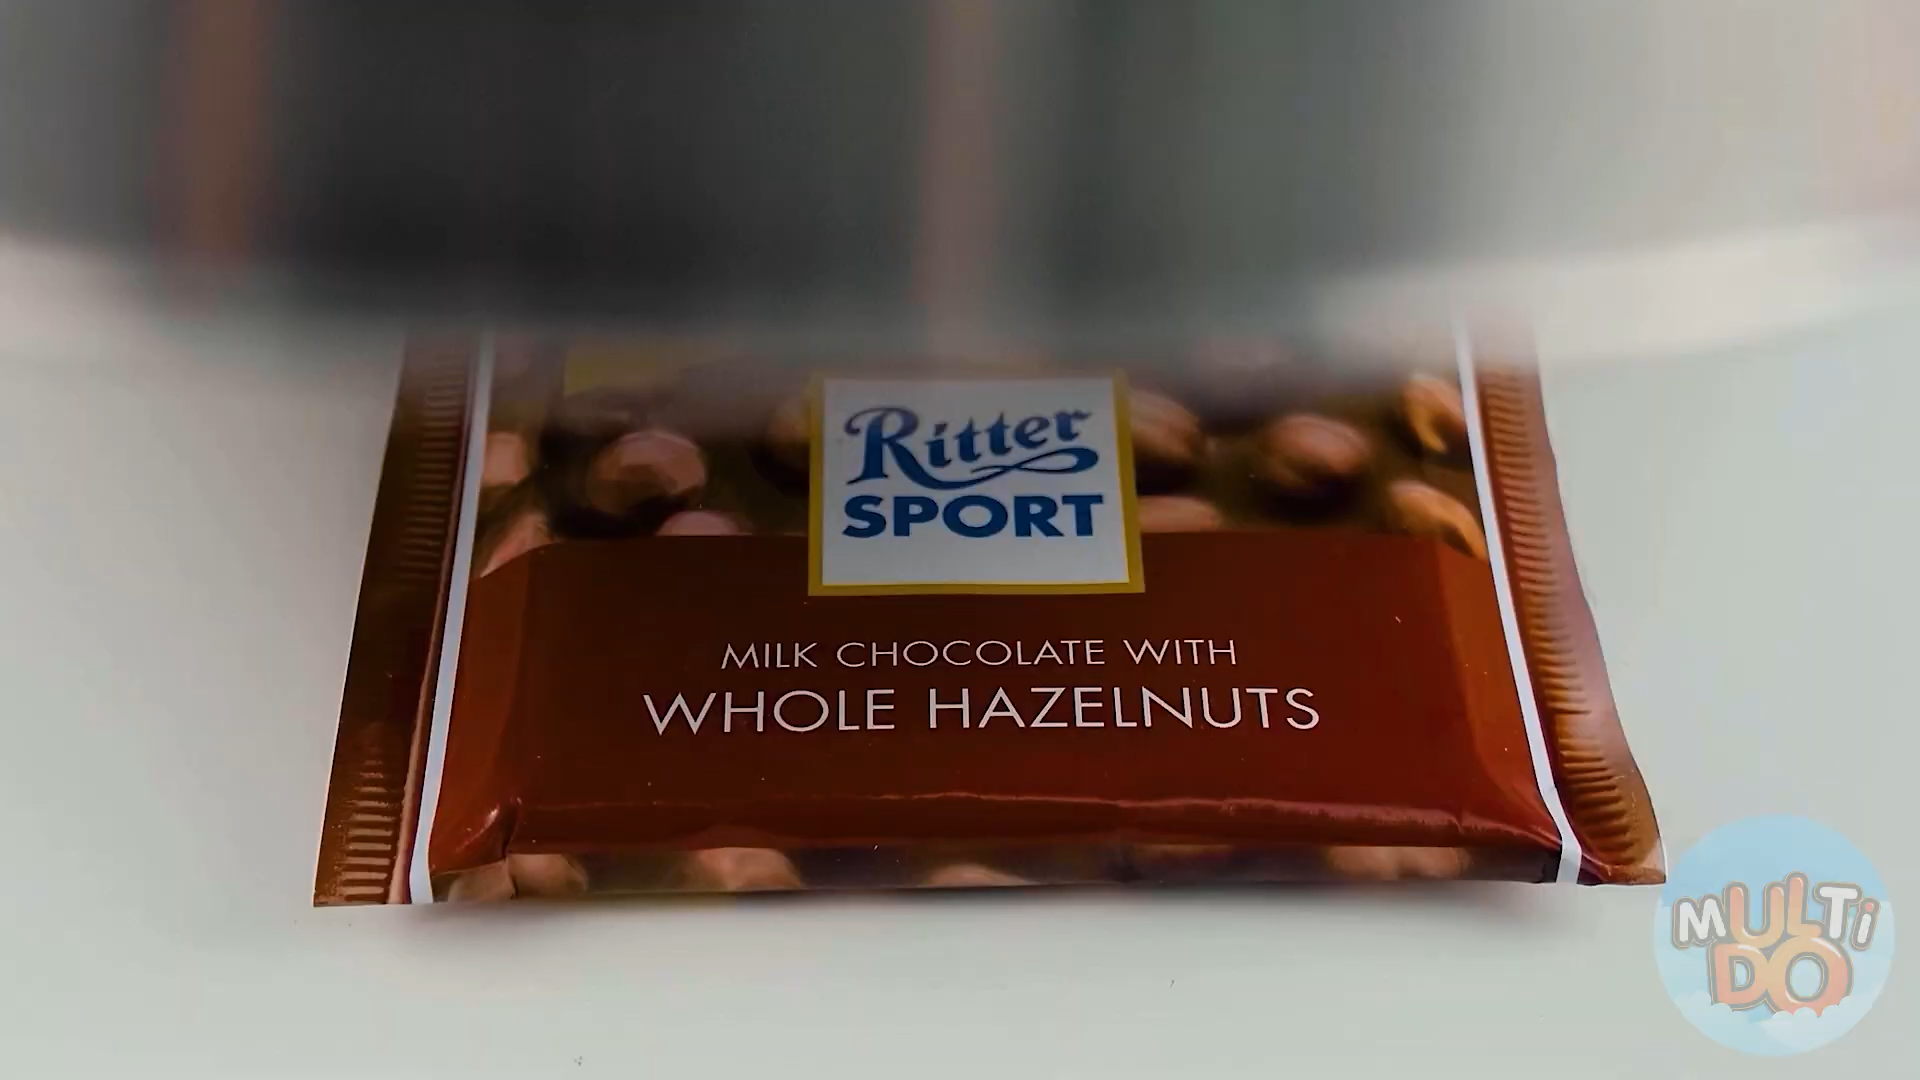 Ritter
SPORT
MILK CHOCOLATE WITH
WHOLE HAZELNUTS
MULTi
DO